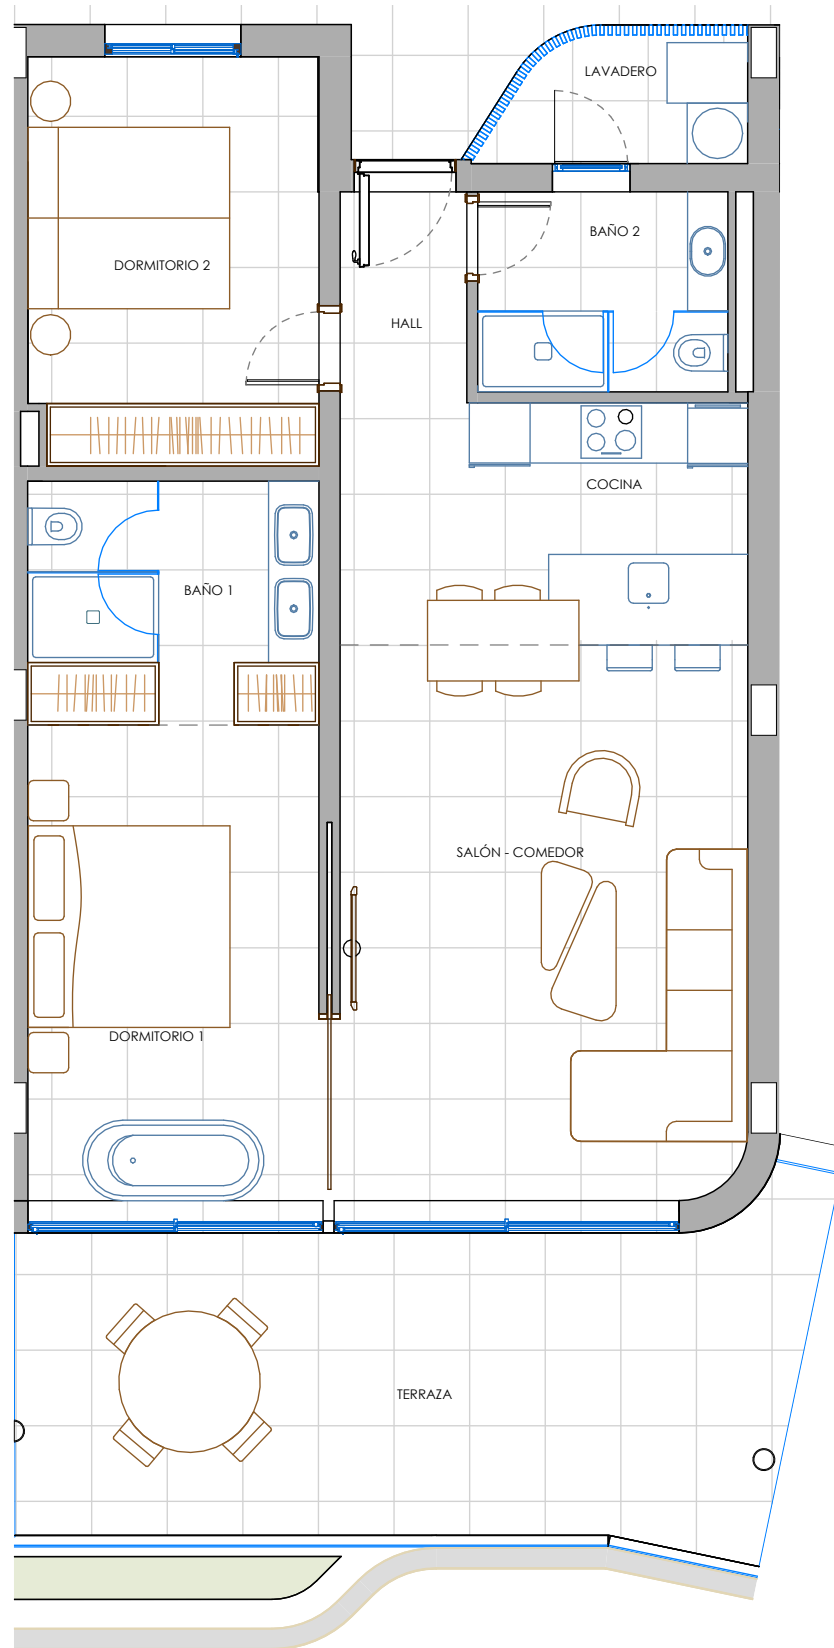 LAVADERO
BAÑO 2
DORMITORIO 2
HALL
COCINA
BAÑO 1
SALÓN - COMEDOR
DORMITORIO 1
TERRAZA